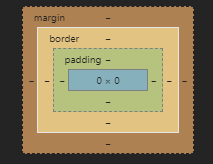 margin –
border –
padding –
– – – 0 × 0 – – –
–
–
–